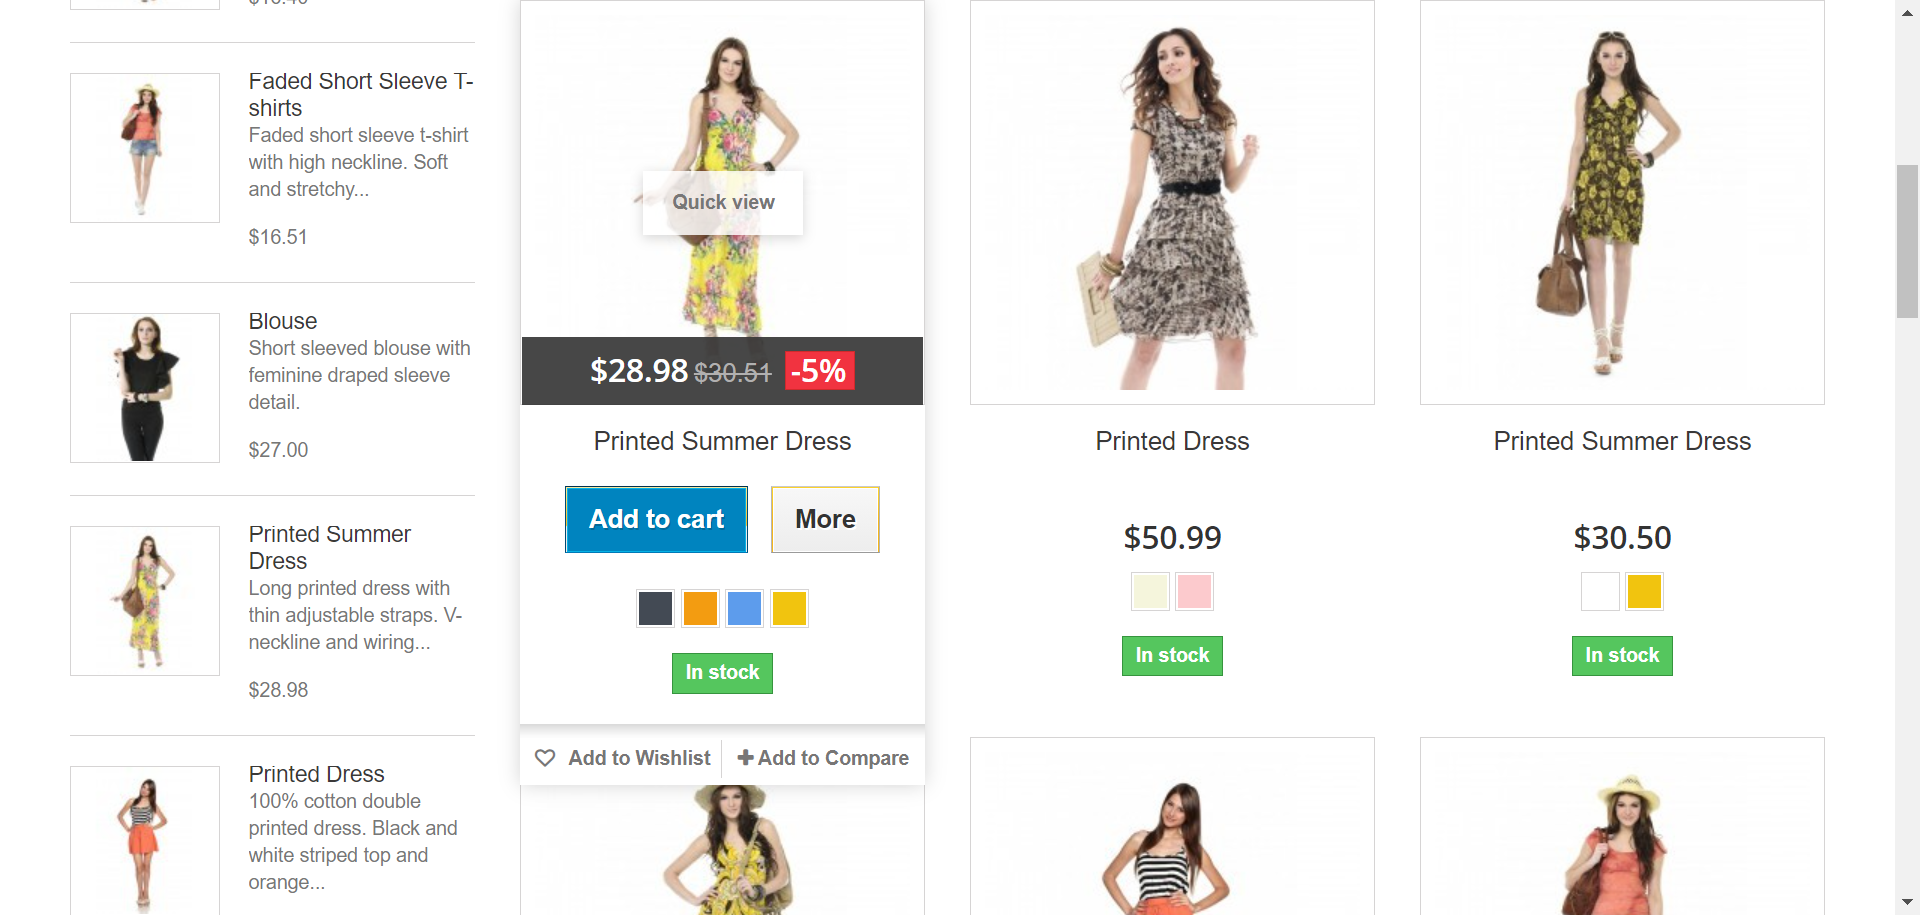 Faded Short Sleeve T-
shirts
Faded short sleeve t-shirt
with high neckline. Soft
and stretchy...
$16.51
Blouse
Short sleeved blouse with
feminine draped sleeve
detail.
$27.00
Printed Summer
Dress
Long printed dress with
thin adjustable straps. V-
neckline and wiring...
$28.98
Printed Dress
100% cotton double
printed dress. Black and
white striped top and
orange...
Quick view
$28.98 $30.51 -5%
Printed Summer Dress
Add to cart
More
In stock
Add to Wishlist
Add to Compare
Printed Dress
$50.99
In stock
Printed Summer Dress
$30.50
In stock